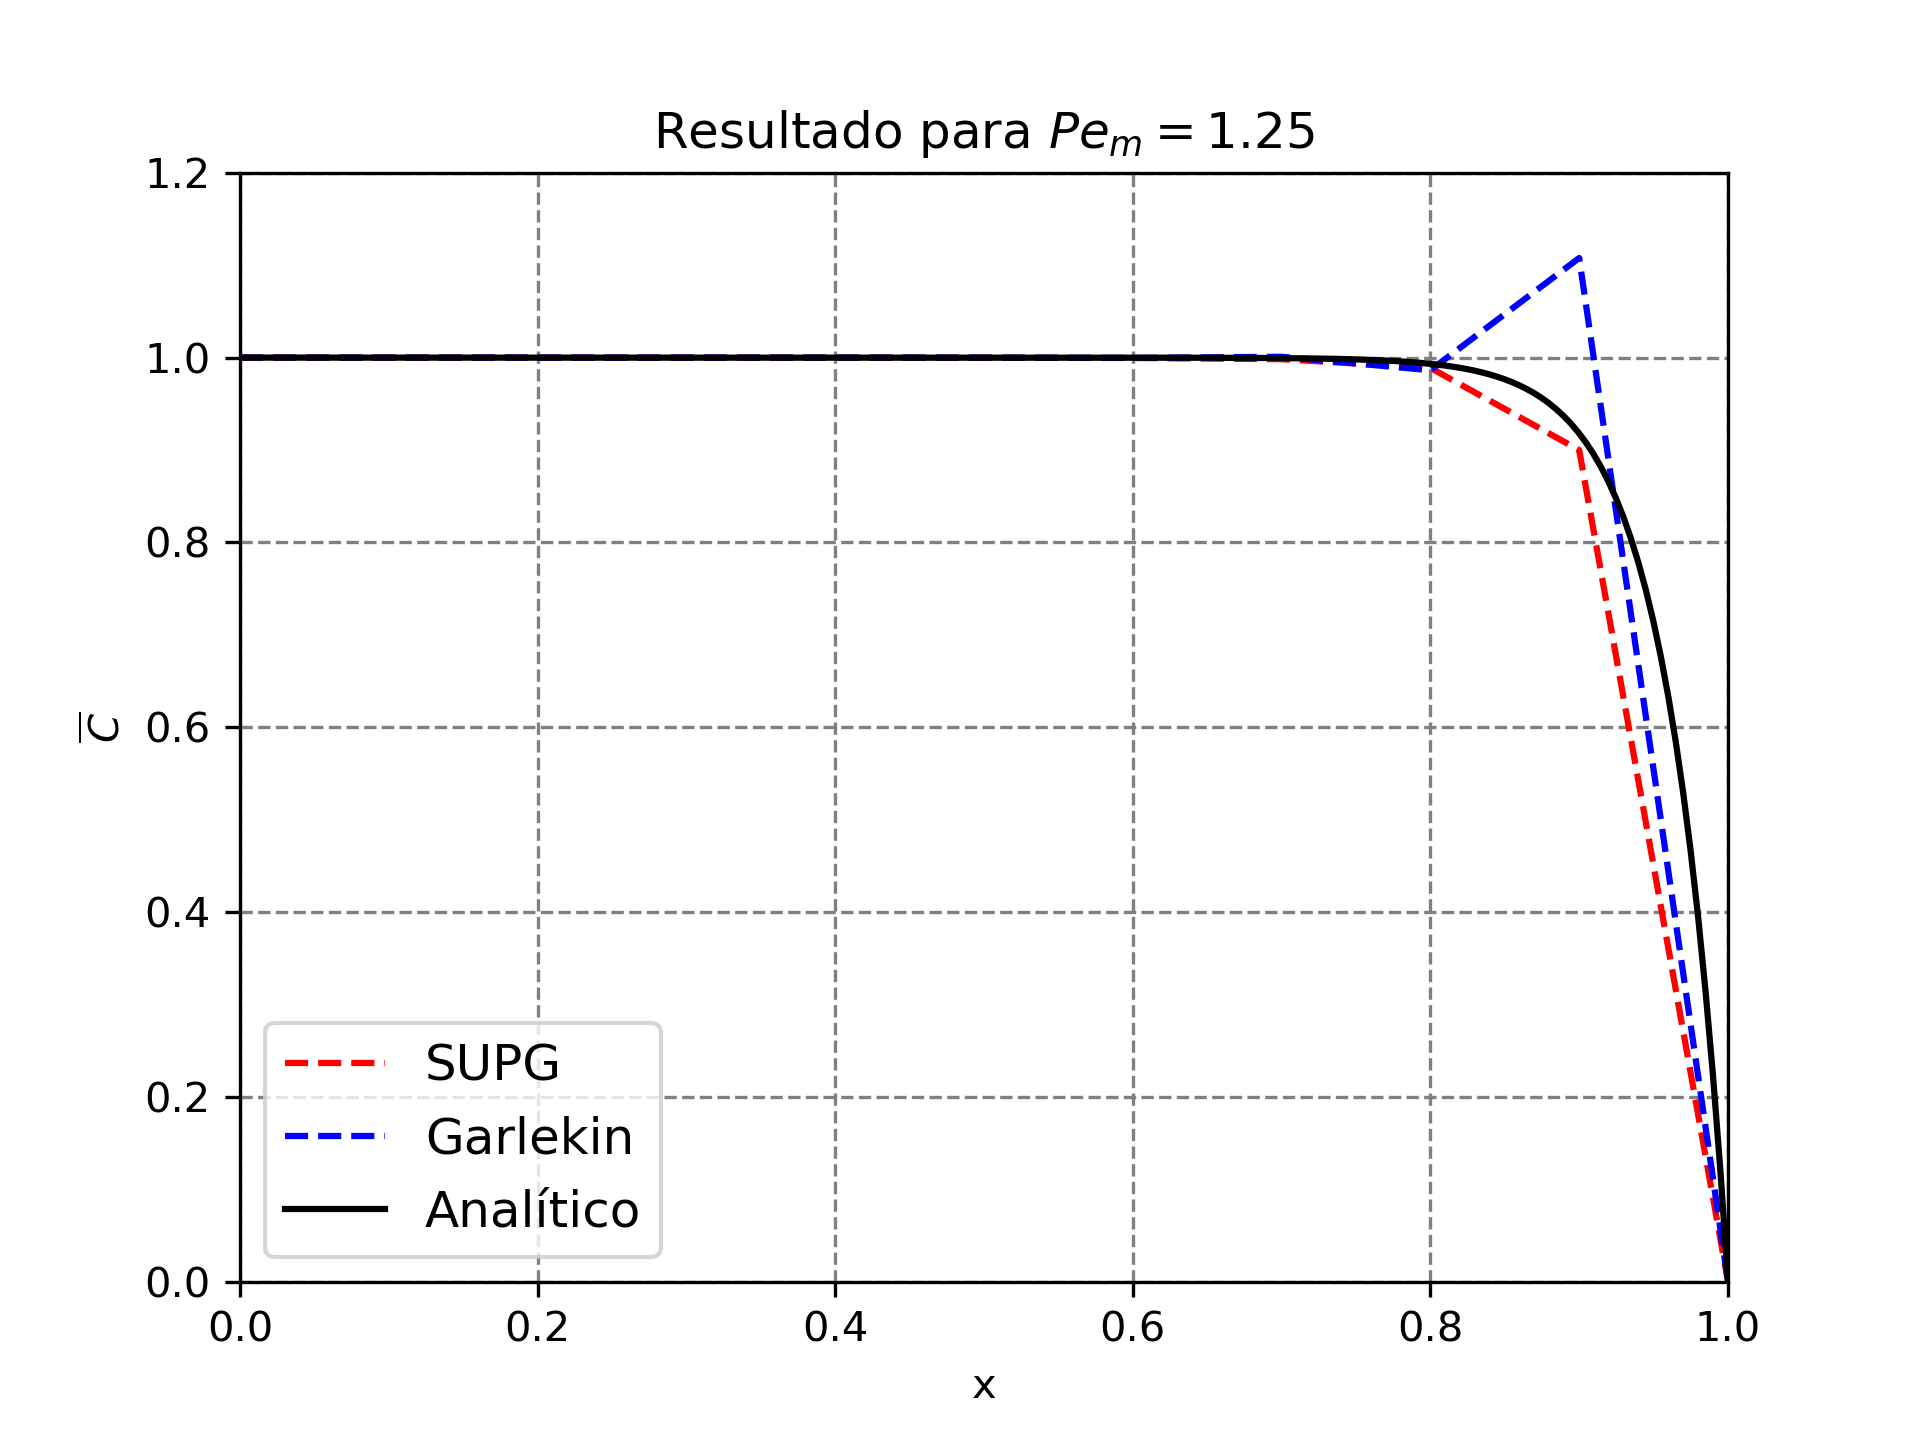 Resultado para $Pe_m = 1.25$
1.2
1.0
0.8
0.6
0.4
0.2
0.0
$\overline{C}$
SUPG
Garlekin
Analítico
0.0 0.2 0.4 0.6 0.8 1.0
x